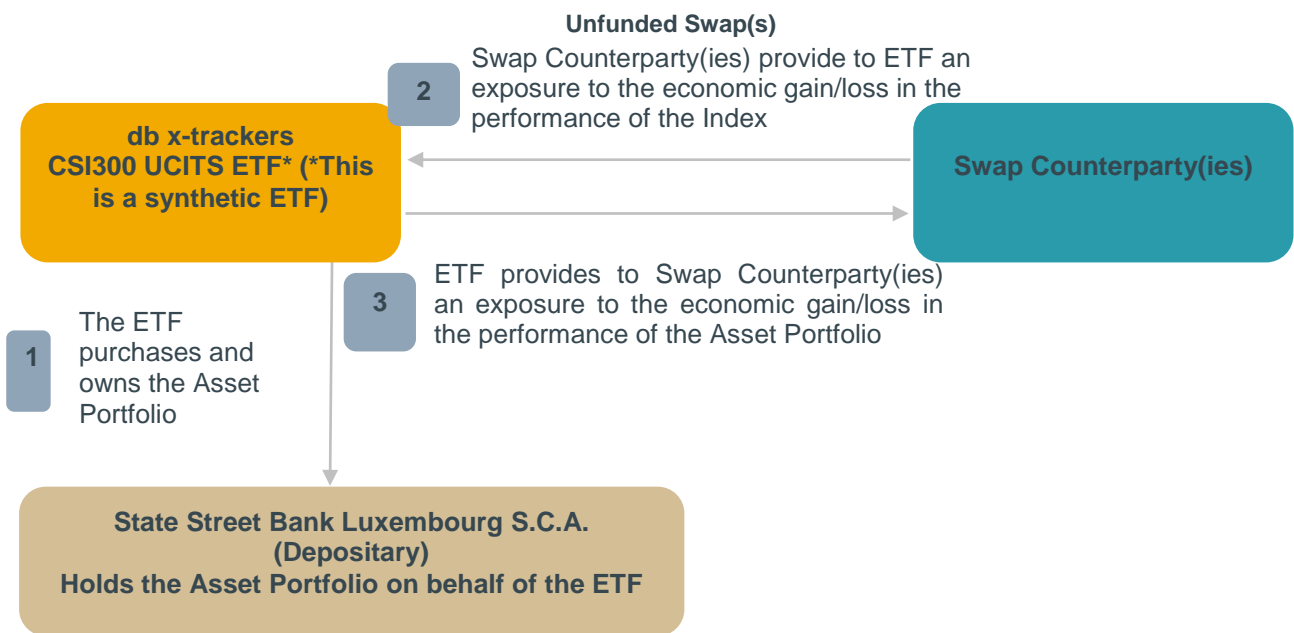 Unfunded Swap(s)
2
Swap Counterparty(ies) provide to ETF an
exposure to the economic gain/loss in the
performance of the Index
db x-trackers
CSI300 UCITS ETF* (*This
is a synthetic ETF)
Swap Counterparty(ies)
3
ETF provides to Swap Counterparty(ies)
an exposure to the economic gain/loss in
the performance of the Asset Portfolio
1
The ETF
purchases and
owns the Asset
Portfolio
State Street Bank Luxembourg S.C.A.
(Depositary)
Holds the Asset Portfolio on behalf of the ETF